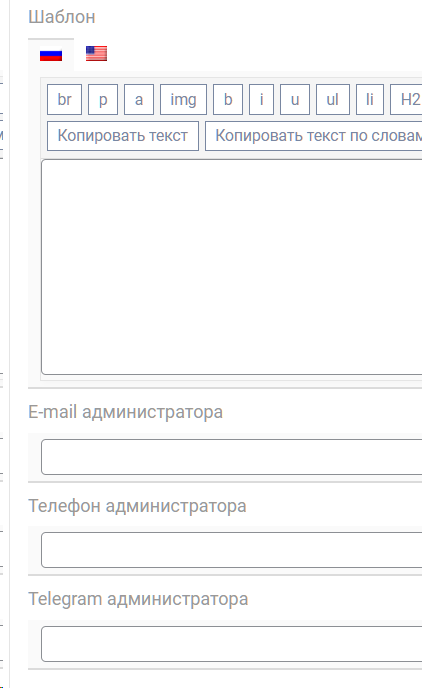 Шаблон
br p a img b i u ul li H2
Копировать текст Копировать текст по словам
E-mail администратора
Телефон администратора
Telegram администратора